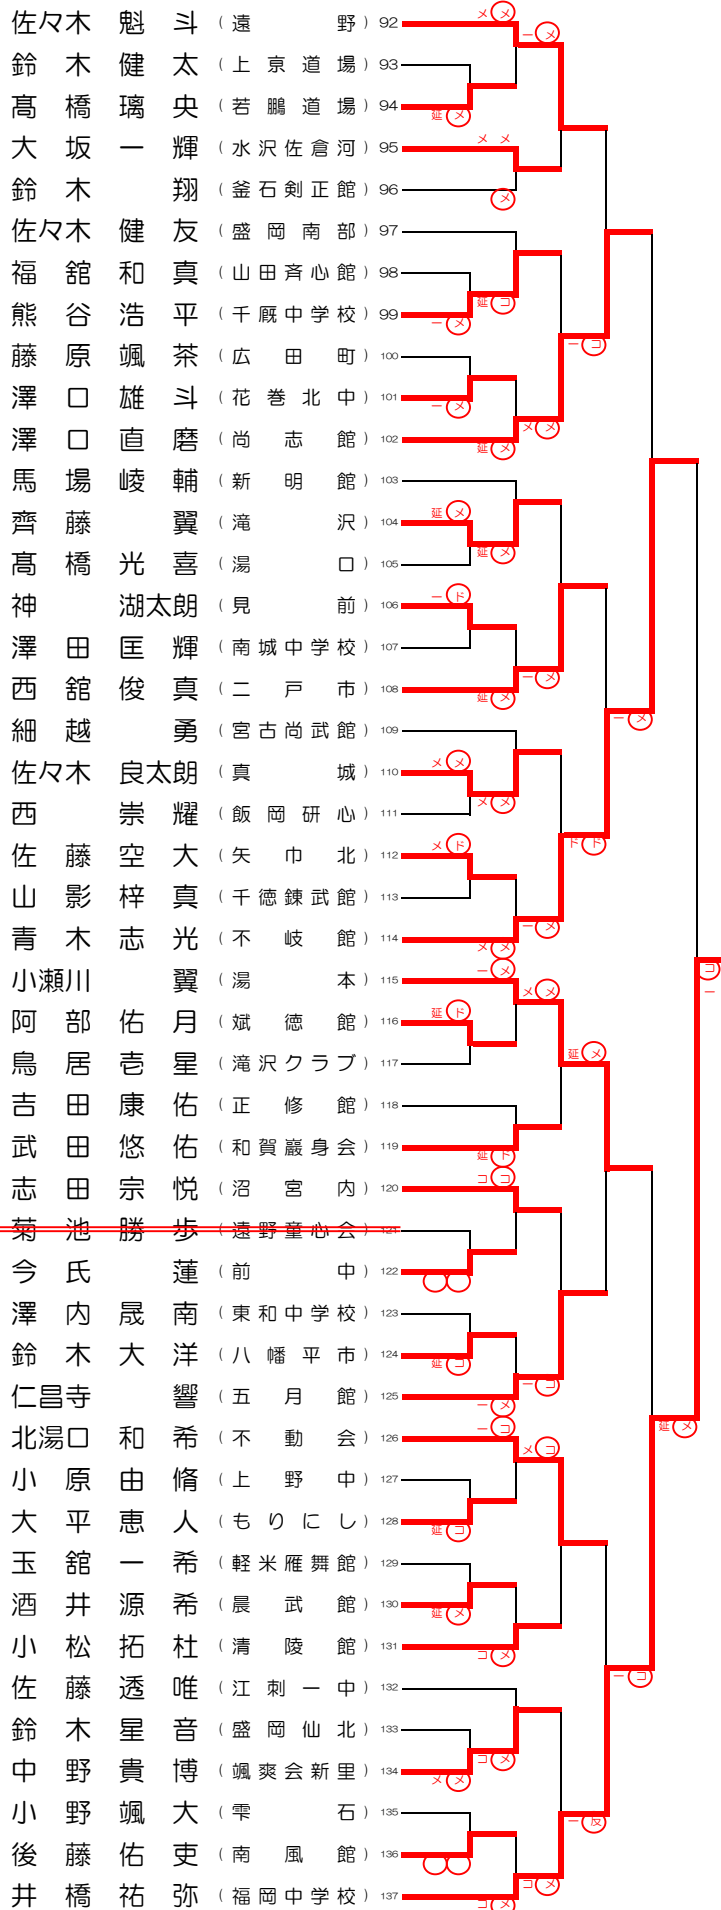 佐々木 魁 斗 (遠 野) 92
鈴 木 健 太 (上京道場) 93
髙 橋 璃 央 (若鵬道場) 94
大 坂 一 輝 (水沢佐倉河) 95
鈴 木 翔 (釜石剣正館) 96
佐々木 健 友 (盛岡南部) 97
福 舘 和 真 (山田斉心館) 98
熊 谷 浩 平 (千厩中学校) 99
藤 原 颯 茶 (広田町) 100
澤 口 雄 斗 (花巻北中) 101
澤 口 直 磨 (尚志館) 102
馬 場 崚 輔 (新明館) 103
齊 藤 翼 (滝 沢) 104
髙 橋 光 喜 (湯 口) 105
神 湖太朗 (見 前) 106
澤 田 匡 輝 (南城中学校) 107
西 舘 俊 真 (二戸市) 108
細 越 勇 (宮古尚武館) 109
佐々木 良太朗 (真 城) 110
西 崇 耀 (飯岡研心) 111
佐 藤 空 大 (矢巾北) 112
山 影 梓 真 (千徳錬武館) 113
青 木 志 光 (不岐館) 114
小瀬川 翼 (湯 本) 115
阿 部 佑 月 (斌徳館) 116
鳥 居 壱 星 (滝沢クラブ) 117
吉 田 康 佑 (正修館) 118
武 田 悠 佑 (和賀巖身会) 119
志 田 宗 悦 (沼宮内) 120
菊 池 勝 歩 (遠野童心会) 121
今 氏 蓮 (前 中) 122
澤 内 晟 南 (東和中学校) 123
鈴 木 大 洋 (八幡平市) 124
仁昌寺 響 (五月館) 125
北湯口 和 希 (不動会) 126
小 原 由 脩 (上野中) 127
大 平 恵 人 (もりにし) 128
玉 舘 一 希 (軽米雁舞館) 129
酒 井 源 希 (晨武館) 130
小 松 拓 杜 (清陵館) 131
佐 藤 透 唯 (江刺一中) 132
鈴 木 星 音 (盛岡仙北) 133
中 野 貴 博 (颯爽会新里) 134
小 野 颯 大 (雫 石) 135
後 藤 佑 吏 (南風館) 136
井 橋 祐 弥 (福岡中学校) 137